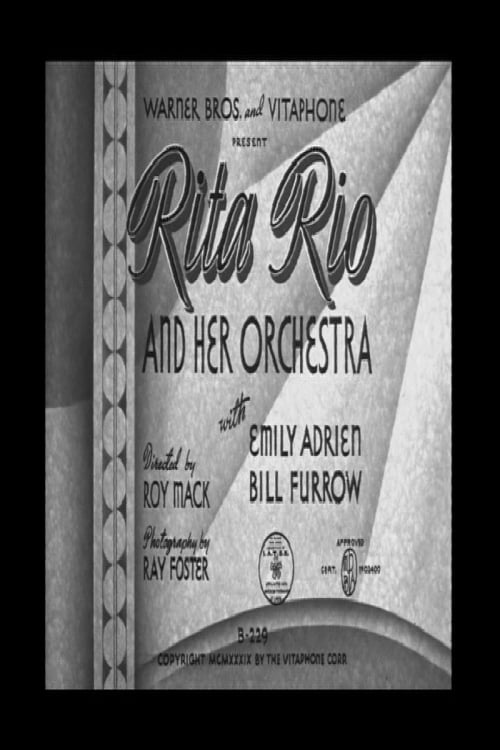 WARNER BROS. and VITAPHONE
PRESENT
Rita Rio
AND HER ORCHESTRA
with
EMILY ADRIEN
BILL FURROW
Directed by
ROY MACK
Photography by
RAY FOSTER
I.A.T.S.E.
APPROVED
CERT.
B-229
COPYRIGHT MCMXXXIX BY THE VITAPHONE CORP.